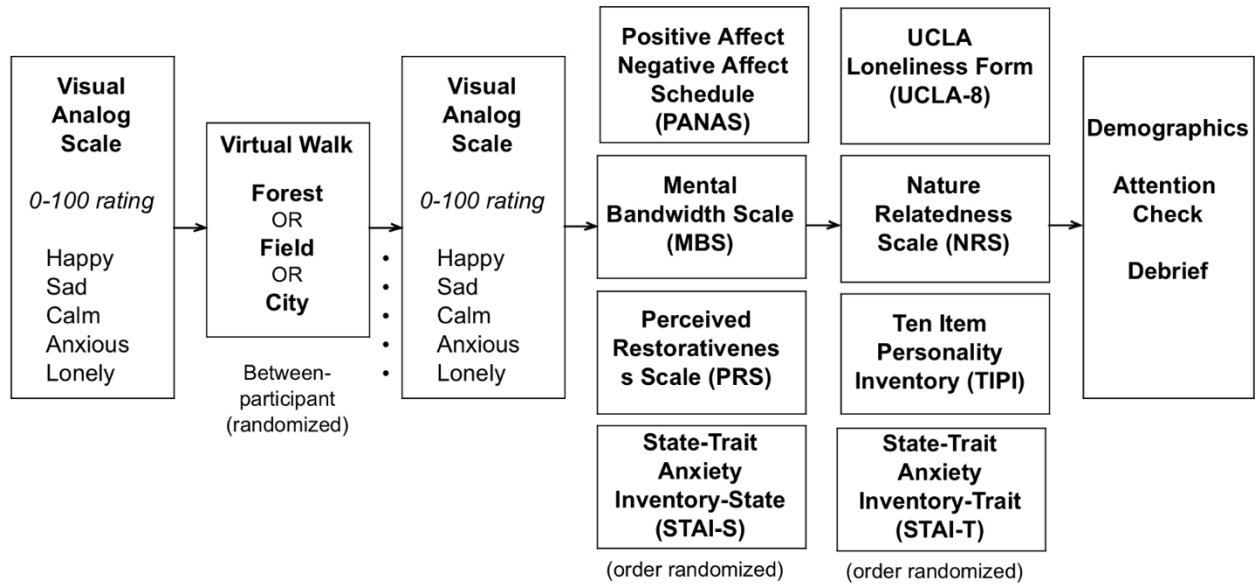 Visual
Analog
Scale
0-100 rating
Happy
Sad
Calm
Anxious
Lonely
Virtual Walk
Forest
OR
Field
OR
City
Between-
participant
(randomized)
Visual
Analog
Scale
0-100 rating
• Happy
• Sad
• Calm
• Anxious
• Lonely
Positive Affect
Negative Affect
Schedule
(PANAS)
Mental
Bandwidth Scale
(MBS)
Perceived
Restorativenes
s Scale (PRS)
State-Trait
Anxiety
Inventory-State
(STAI-S)
(order randomized)
UCLA
Loneliness Form
(UCLA-8)
Nature
Relatedness
Scale (NRS)
Ten Item
Personality
Inventory (TIPI)
State-Trait
Anxiety
Inventory-Trait
(STAI-T)
(order randomized)
Demographics
Attention
Check
Debrief